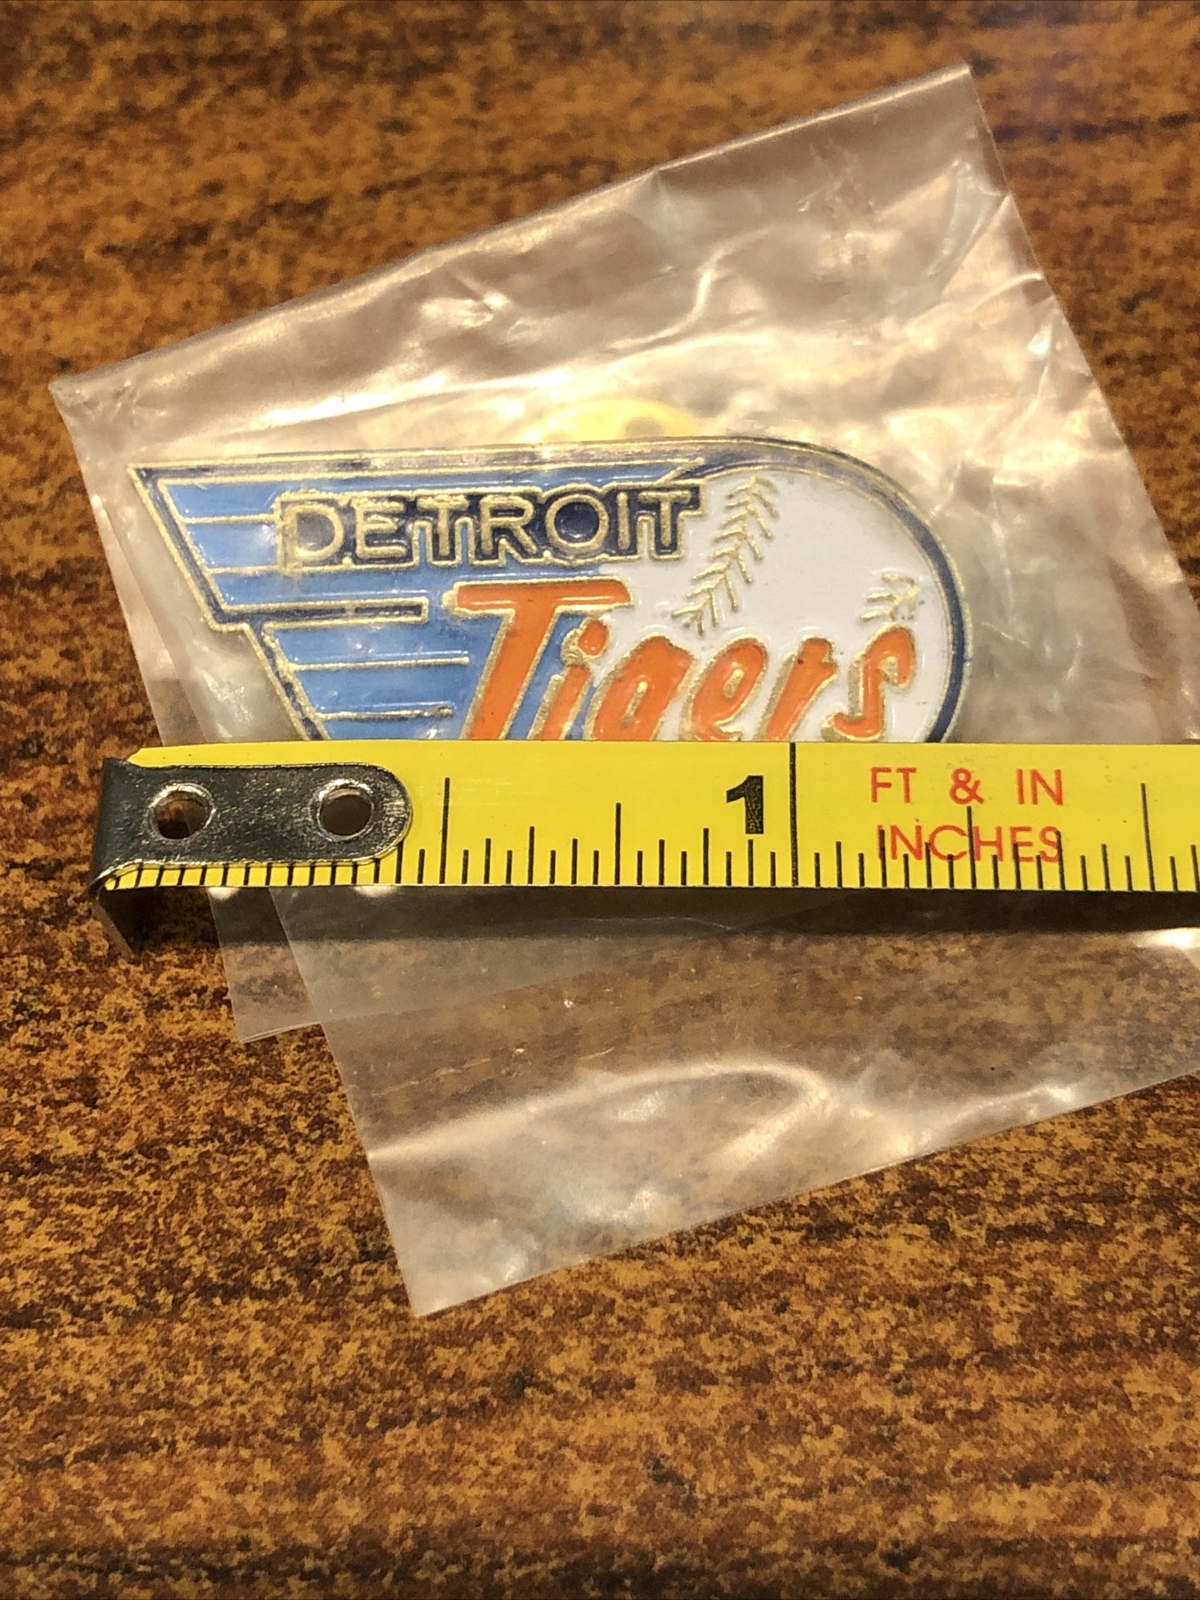 DETROIT
Tigers
1
FT & IN
INCHES